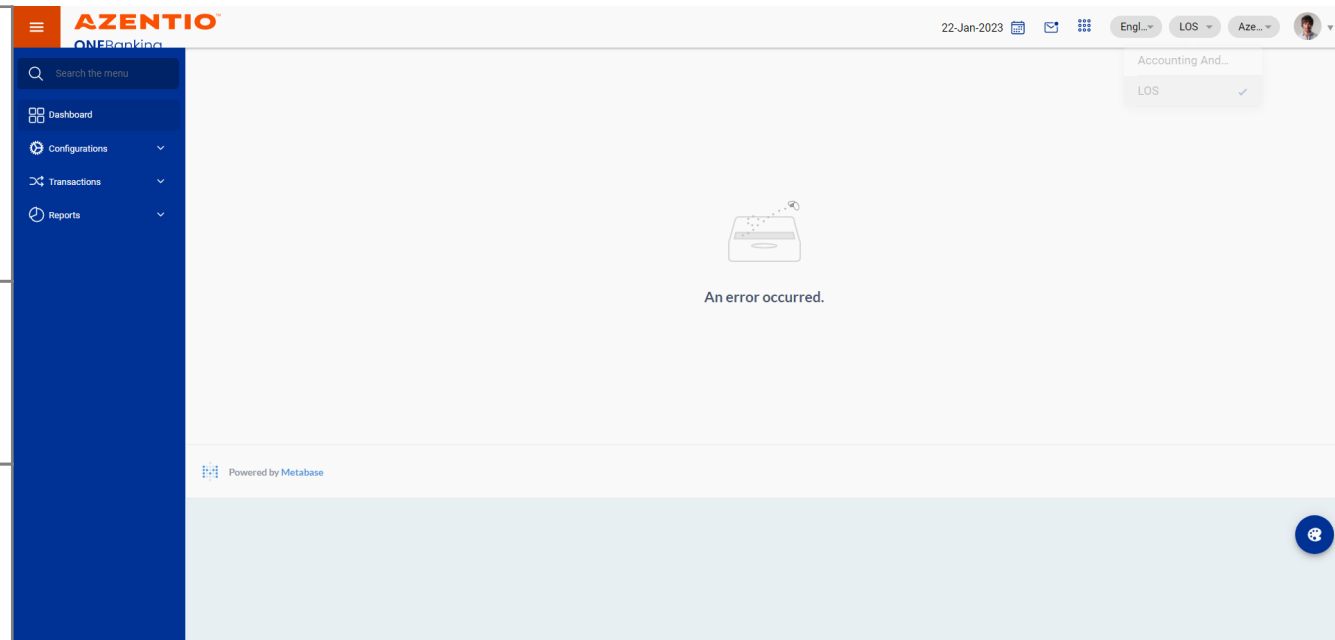 AZENTIO™
ONEBanking
22-Jan-2023
Engl...
LOS
Aze...
Accounting And...
LOS
Search the menu
Dashboard
Configurations
Transactions
Reports
An error occurred.
Powered by Metabase